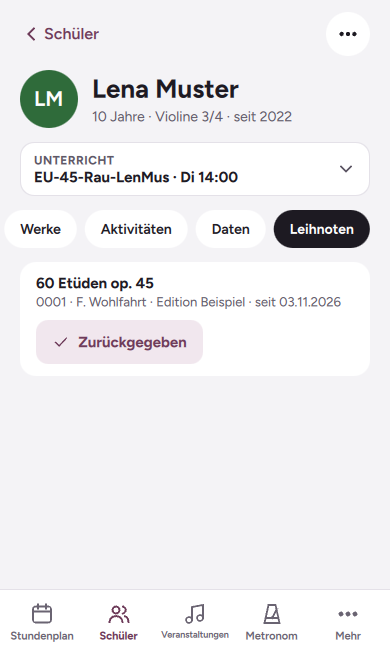 Schüler
LM
Lena Muster
10 Jahre · Violine 3/4 · seit 2022
UNTERRICHT
EU-45-Rau-LenMus · Di 14:00
Werke
Aktivitäten
Daten
Leihnoten
60 Etüden op. 45
0001 · F. Wohlfahrt · Edition Beispiel · seit 03.11.2026
Zurückgegeben
Stundenplan
Schüler
Veranstaltungen
Metronom
Mehr